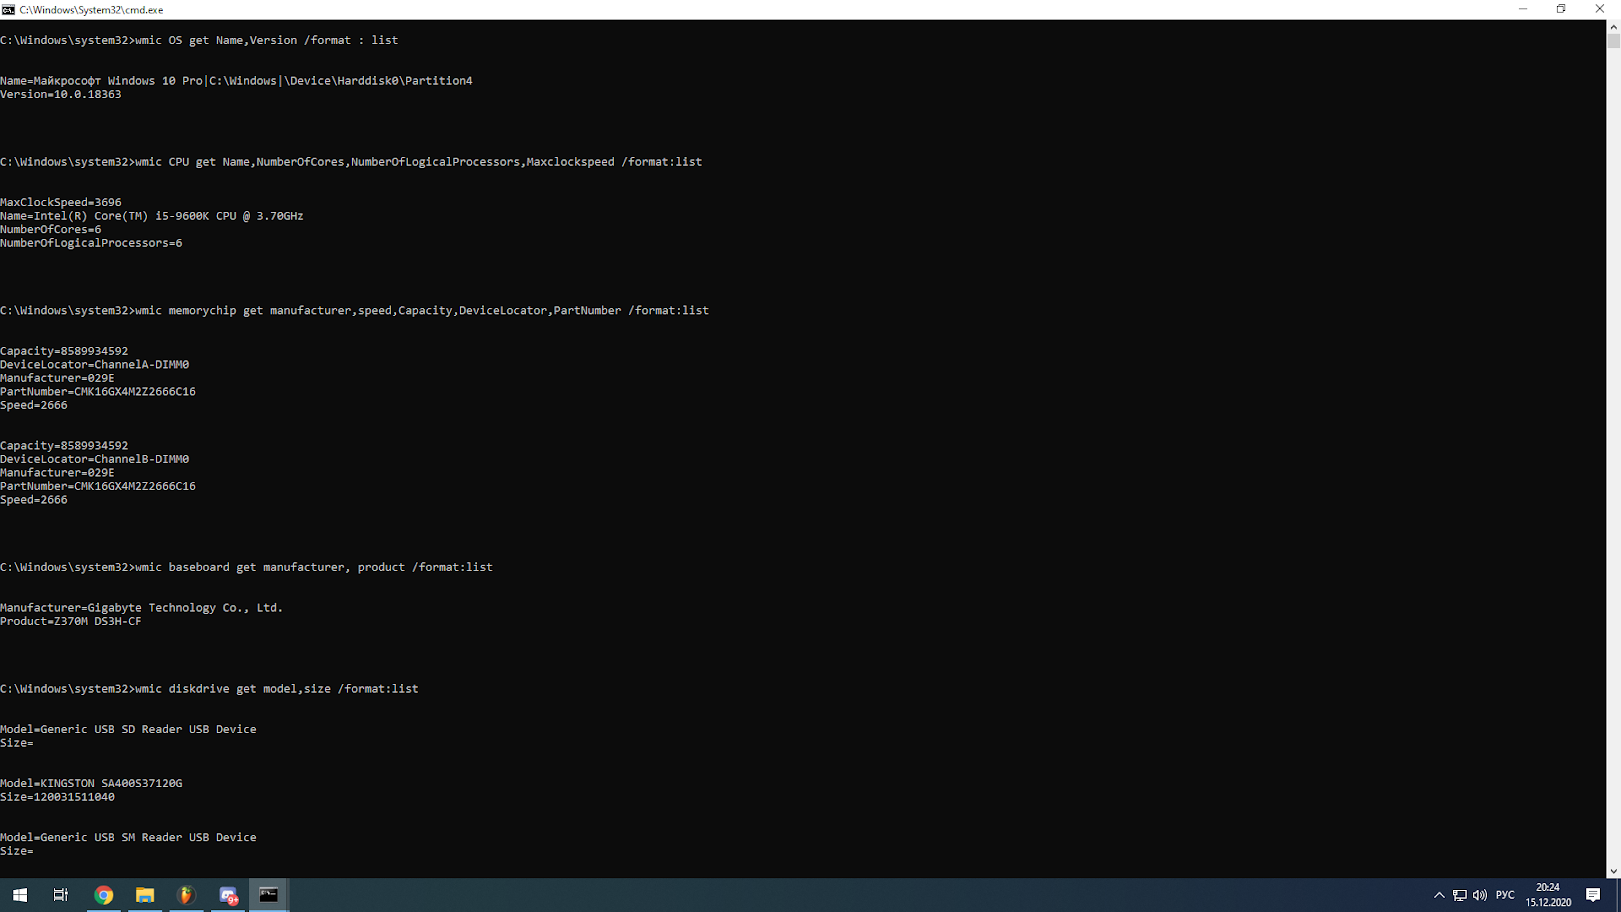 C:\Windows\System32\cmd.exe
C:\Windows\system32>wmic OS get Name,Version /format : list
Name=Майкрософт Windows 10 Pro|C:\Windows|\Device\Harddisk0\Partition4
Version=10.0.18363
C:\Windows\system32>wmic CPU get Name,NumberOfCores,NumberOfLogicalProcessors,Maxclockspeed /format:list
MaxClockSpeed=3696
Name=Intel(R) Core(TM) i5-9600K CPU @ 3.70GHz
NumberOfCores=6
NumberOfLogicalProcessors=6
C:\Windows\system32>wmic memorychip get manufacturer,speed,Capacity,DeviceLocator,PartNumber /format:list
Capacity=8589934592
DeviceLocator=ChannelA-DIMM0
Manufacturer=029E
PartNumber=CMK16GX4M2Z2666C16
Speed=2666
Capacity=8589934592
DeviceLocator=ChannelB-DIMM0
Manufacturer=029E
PartNumber=CMK16GX4M2Z2666C16
Speed=2666
C:\Windows\system32>wmic baseboard get manufacturer, product /format:list
Manufacturer=Gigabyte Technology Co., Ltd.
Product=Z370M DS3H-CF
C:\Windows\system32>wmic diskdrive get model,size /format:list
Model=Generic USB SD Reader USB Device
Size=
Model=KINGSTON SA400S37120G
Size=120031511040
Model=Generic USB SM Reader USB Device
Size=
9+
РУС
20:24
15.12.2020